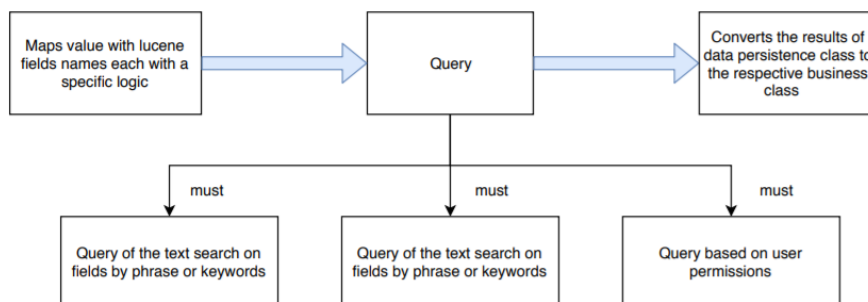 Maps value with lucene
fields names each with a
specific logic
Query
Converts the results of
data persistence class to
the respective business
class
must
must
must
Query of the text search on
fields by phrase or keywords
Query of the text search on
fields by phrase or keywords
Query based on user
permissions